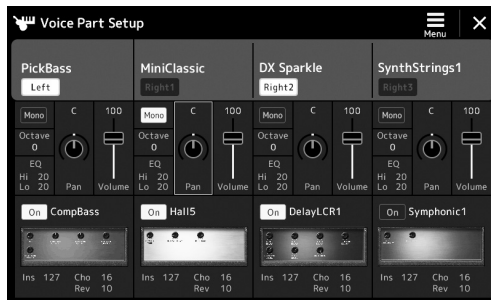 Voice Part Setup
Menu
PickBass MiniClassic DX Sparkle SynthStrings1
Left Right1 Right2 Right3
Mono C 100 Mono C 100 Mono C 100 Mono C 100
Octave Octave Octave Octave
0 0 0 0
EQ EQ EQ EQ
Hi 20 Hi 20 Hi 20 Hi 20
Lo 20 Pan Volume Lo 20 Pan Volume Lo 20 Pan Volume Lo 20 Pan Volume
On CompBass On Hall5 On DelayLCR1 On Symphonic1
Ins 127 Cho 16 Ins 127 Cho 16 Ins 127 Cho 16 Ins 127 Cho 16
Rev 10 Rev 10 Rev 10 Rev 10